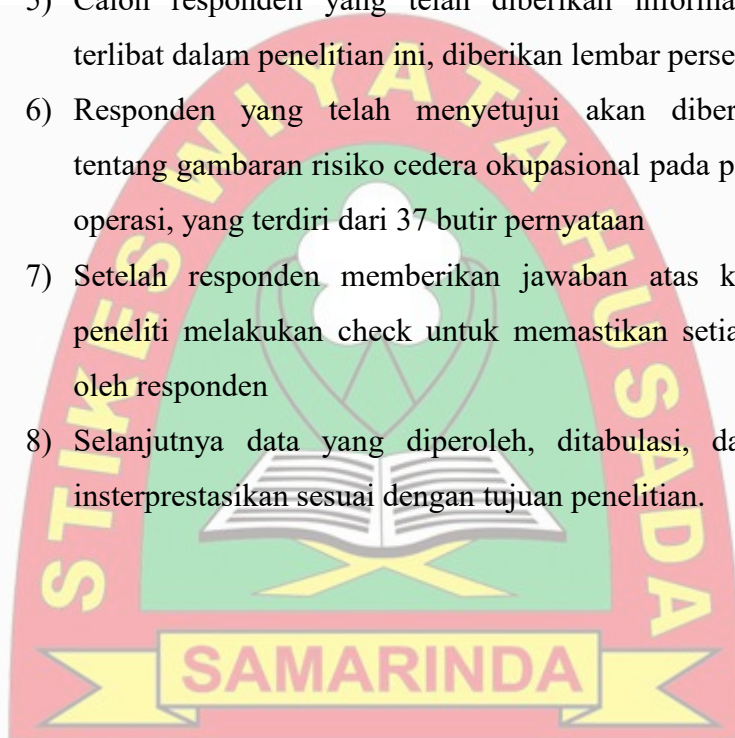 5) Calon responden yang telah diberikan informa
terlibat dalam penelitian ini, diberikan lembar perse
6) Responden yang telah menyetujui akan diber
tentang gambaran risiko cedera okupasional pada p
operasi, yang terdiri dari 37 butir pernyataan
7) Setelah responden memberikan jawaban atas k
peneliti melakukan check untuk memastikan setia
oleh responden
8) Selanjutnya data yang diperoleh, ditabulasi, da
insterprestasikan sesuai dengan tujuan penelitian.
STIKES WIYATA HUSADA
SAMARINDA